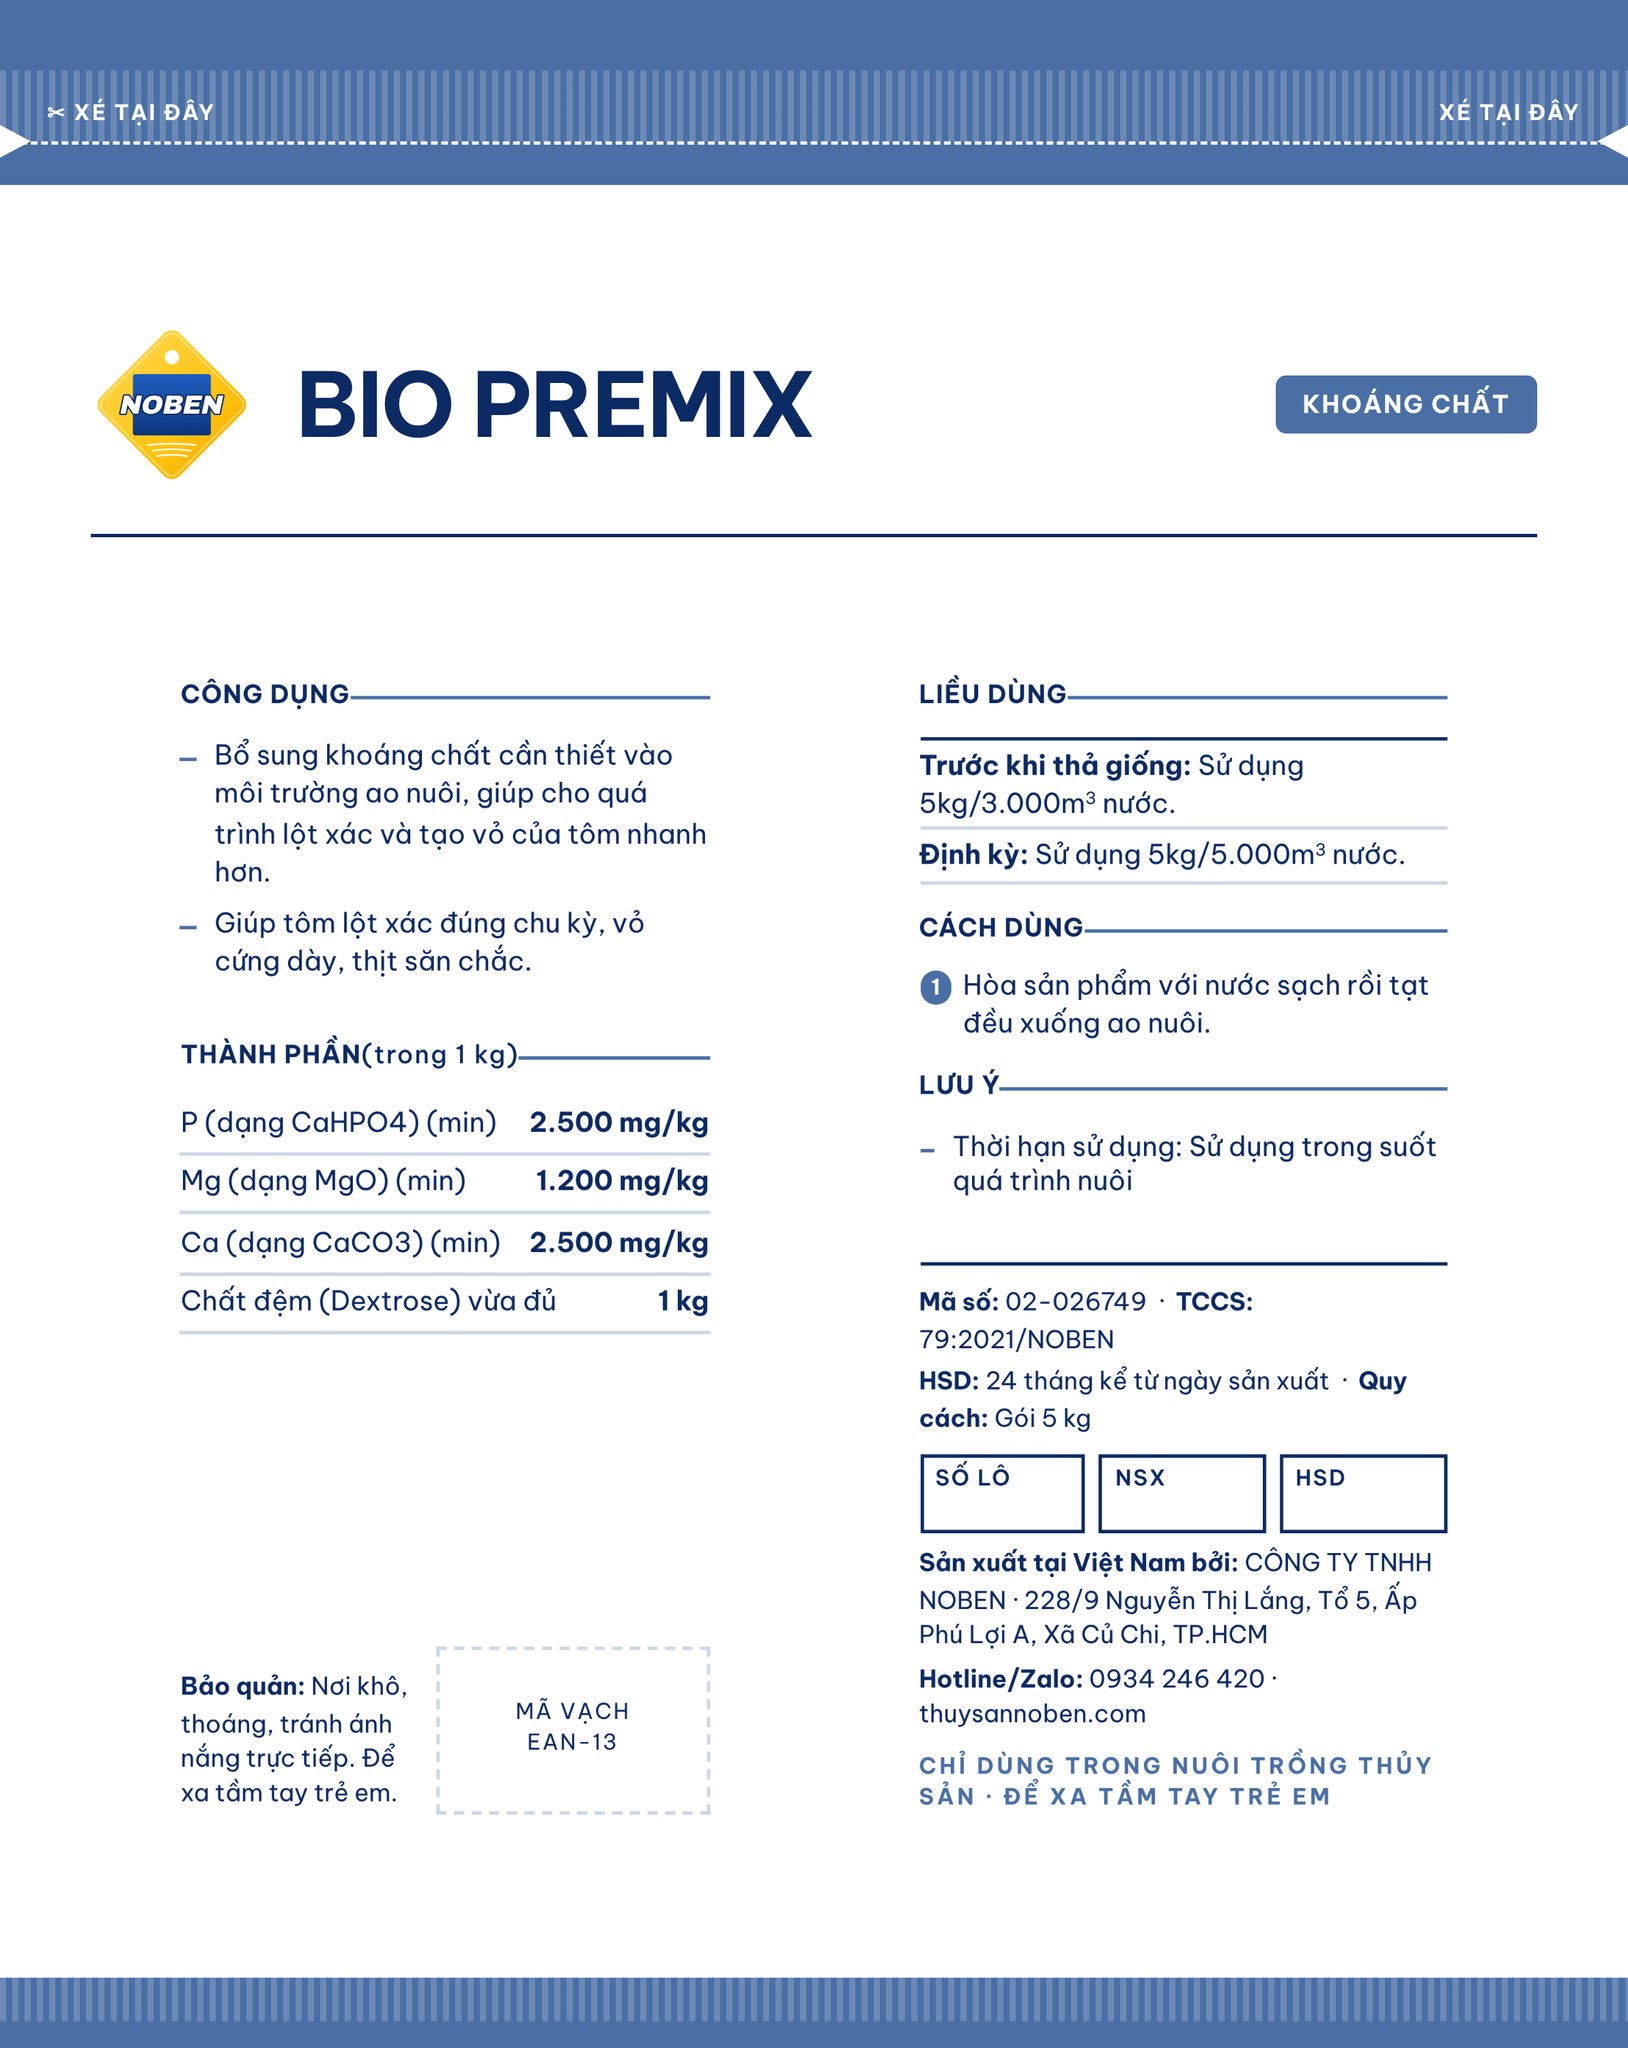 ✂ XÉ TẠI ĐÂY
XÉ TẠI ĐÂY
NOBEN
BIO PREMIX
KHOÁNG CHẤT
CÔNG DỤNG
– Bổ sung khoáng chất cần thiết vào
môi trường ao nuôi, giúp cho quá
trình lột xác và tạo vỏ của tôm nhanh
hơn.
– Giúp tôm lột xác đúng chu kỳ, vỏ
cứng dày, thịt săn chắc.
THÀNH PHẦN(trong 1 kg)
P (dạng CaHPO4) (min) 2.500 mg/kg
Mg (dạng MgO) (min) 1.200 mg/kg
Ca (dạng CaCO3) (min) 2.500 mg/kg
Chất đệm (Dextrose) vừa đủ 1 kg
Bảo quản: Nơi khô,
thoáng, tránh ánh
nắng trực tiếp. Để
xa tầm tay trẻ em.
MÃ VẠCH
EAN-13
LIỀU DÙNG
Trước khi thả giống: Sử dụng
5kg/3.000m³ nước.
Định kỳ: Sử dụng 5kg/5.000m³ nước.
CÁCH DÙNG
1 Hòa sản phẩm với nước sạch rồi tạt
đều xuống ao nuôi.
LƯU Ý
– Thời hạn sử dụng: Sử dụng trong suốt
quá trình nuôi
Mã số: 02-026749 · TCCS:
79:2021/NOBEN
HSD: 24 tháng kể từ ngày sản xuất · Quy
cách: Gói 5 kg
SỐ LÔ
NSX
HSD
Sản xuất tại Việt Nam bởi: CÔNG TY TNHH
NOBEN · 228/9 Nguyễn Thị Lắng, Tổ 5, Ấp
Phú Lợi A, Xã Củ Chi, TP.HCM
Hotline/Zalo: 0934 246 420 ·
thuysannoben.com
CHỈ DÙNG TRONG NUÔI TRỒNG THỦY
SẢN · ĐỂ XA TẦM TAY TRẺ EM